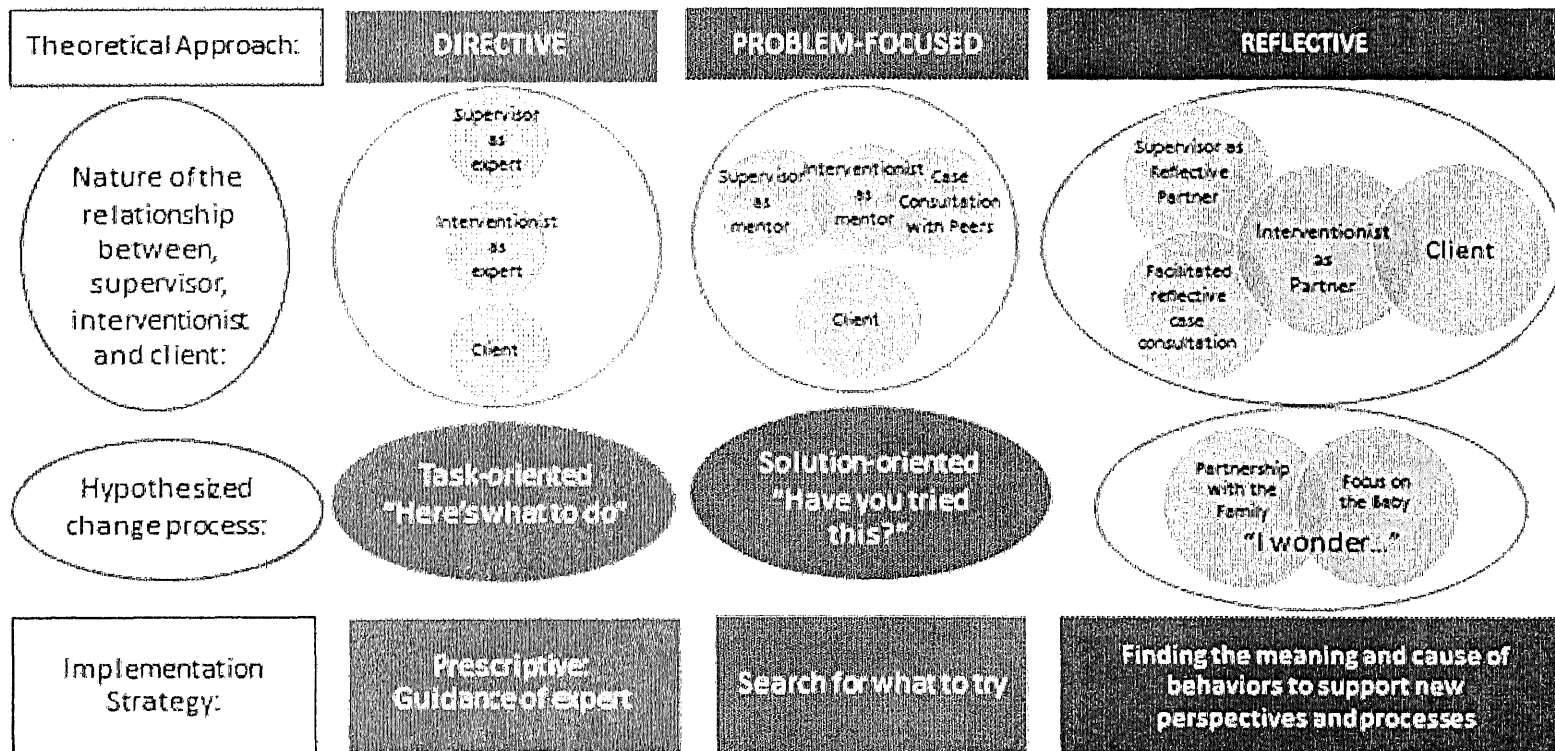 Theoretical Approach:
DIRECTIVE
PROBLEM-FOCUSED
REFLECTIVE
Nature of the
relationship
between,
supervisor,
interventionist
and client:
Supervisor
as
expert
Interventionist
as
expert
Client
Supervisor
as
mentor
Interventionist
as
mentor
Case
Consultation
with Peers
Client
Supervisor as
Reflective
Partner
Facilitated
reflective
case
consultation
Interventionist
as
Partner
Client
Hypothesized
change process:
Task-oriented
"Here's what to do"
Solution-oriented
"Have you tried
this?"
Partnership
with the
Family
Focus on
the Baby
"I wonder..."
Implementation
Strategy:
Prescriptive:
Guidance of expert
Search for what to try
Finding the meaning and cause of
behaviors to support new
perspectives and processes